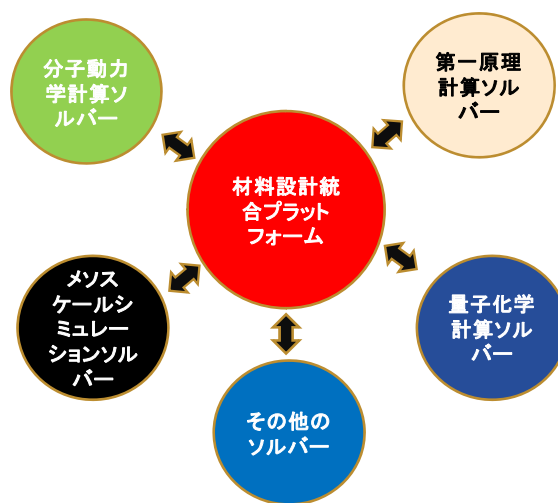 分子動力
学計算ソ
ルバー
第一原理
計算ソル
バー
材料設計統
合プラット
フォーム
メソス
ケールシ
ミュレー
ションソル
バー
量子化学
計算ソル
バー
その他の
ソルバー